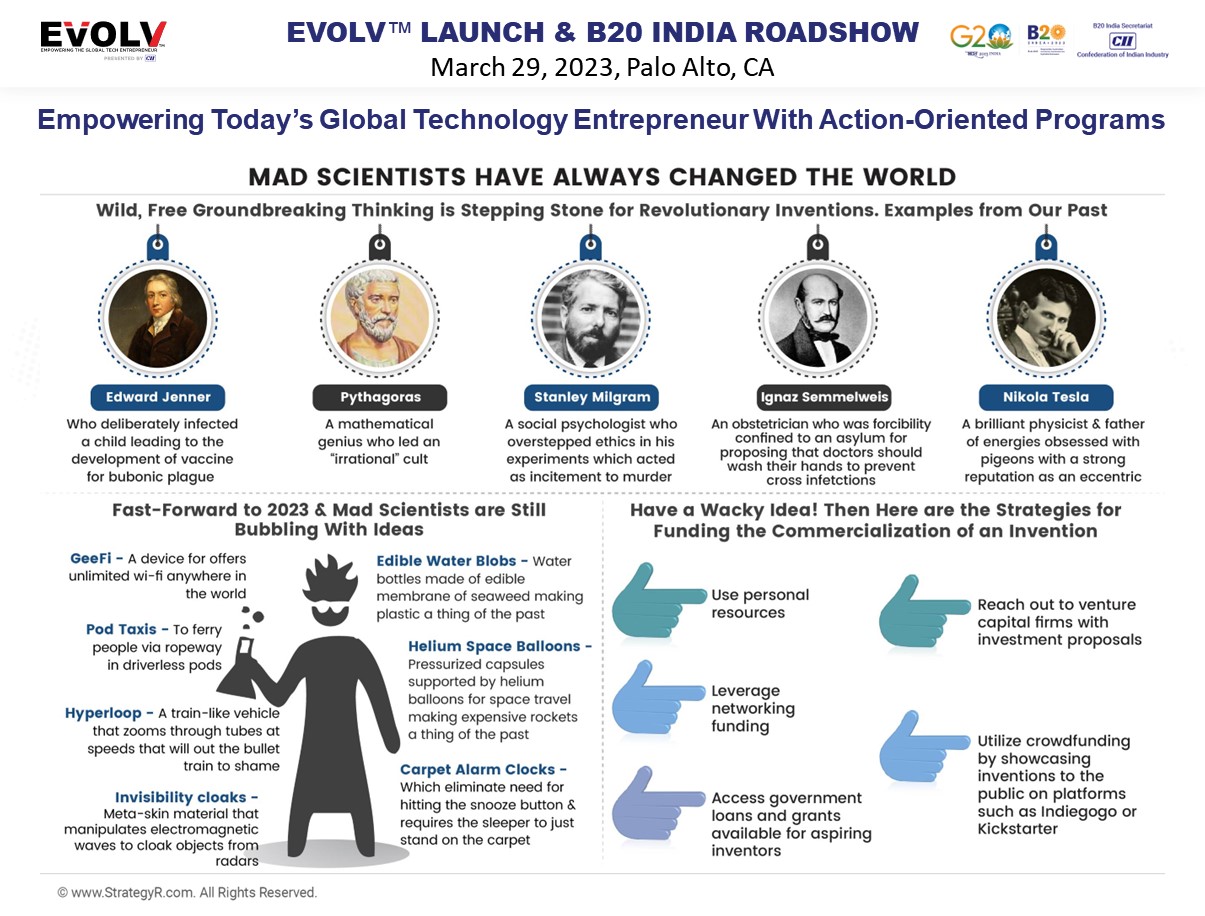 EVOLV™
EMPOWERING THE GLOBAL TECH ENTREPRENEUR
PRESENTED BY CII
EVOLV™ LAUNCH & B20 INDIA ROADSHOW
March 29, 2023, Palo Alto, CA
G20
B20
B20 India Secretariat
CII
Confederation of Indian Industry
Empowering Today's Global Technology Entrepreneur With Action-Oriented Programs
MAD SCIENTISTS HAVE ALWAYS CHANGED THE WORLD
Wild, Free Groundbreaking Thinking is Stepping Stone for Revolutionary Inventions. Examples from Our Past
Edward Jenner
Who deliberately infected
a child leading to the
development of vaccine
for bubonic plague
Pythagoras
A mathematical
genius who led an
“irrational” cult
Stanley Milgram
A social psychologist who
overstepped ethics in his
experiments which acted
as incitement to murder
Ignaz Semmelweis
An obstetrician who was forcibility
confined to an asylum for
proposing that doctors should
wash their hands to prevent
cross infetctions
Nikola Tesla
A brilliant physicist & father
of energies obsessed with
pigeons with a strong
reputation as an eccentric
Fast-Forward to 2023 & Mad Scientists are Still
Bubbling With Ideas
GeeFi - A device for offers
unlimited wi-fi anywhere in
the world
Pod Taxis - To ferry
people via ropeway
in driverless pods
Hyperloop - A train-like vehicle
that zooms through tubes at
speeds that will out the bullet
train to shame
Invisibility cloaks -
Meta-skin material that
manipulates electromagnetic
waves to cloak objects from
radars
Edible Water Blobs - Water
bottles made of edible
membrane of seaweed making
plastic a thing of the past
Helium Space Balloons -
Pressurized capsules
supported by helium
balloons for space travel
making expensive rockets
a thing of the past
Carpet Alarm Clocks -
Which eliminate need for
hitting the snooze button &
requires the sleeper to just
stand on the carpet
Have a Wacky Idea! Then Here are the Strategies for
Funding the Commercialization of an Invention
Use personal
resources
Leverage
networking
funding
Access government
loans and grants
available for aspiring
inventors
Reach out to venture
capital firms with
investment proposals
Utilize crowdfunding
by showcasing
inventions to the
public on platforms
such as Indiegogo or
Kickstarter
© www.StrategyR.com. All Rights Reserved.